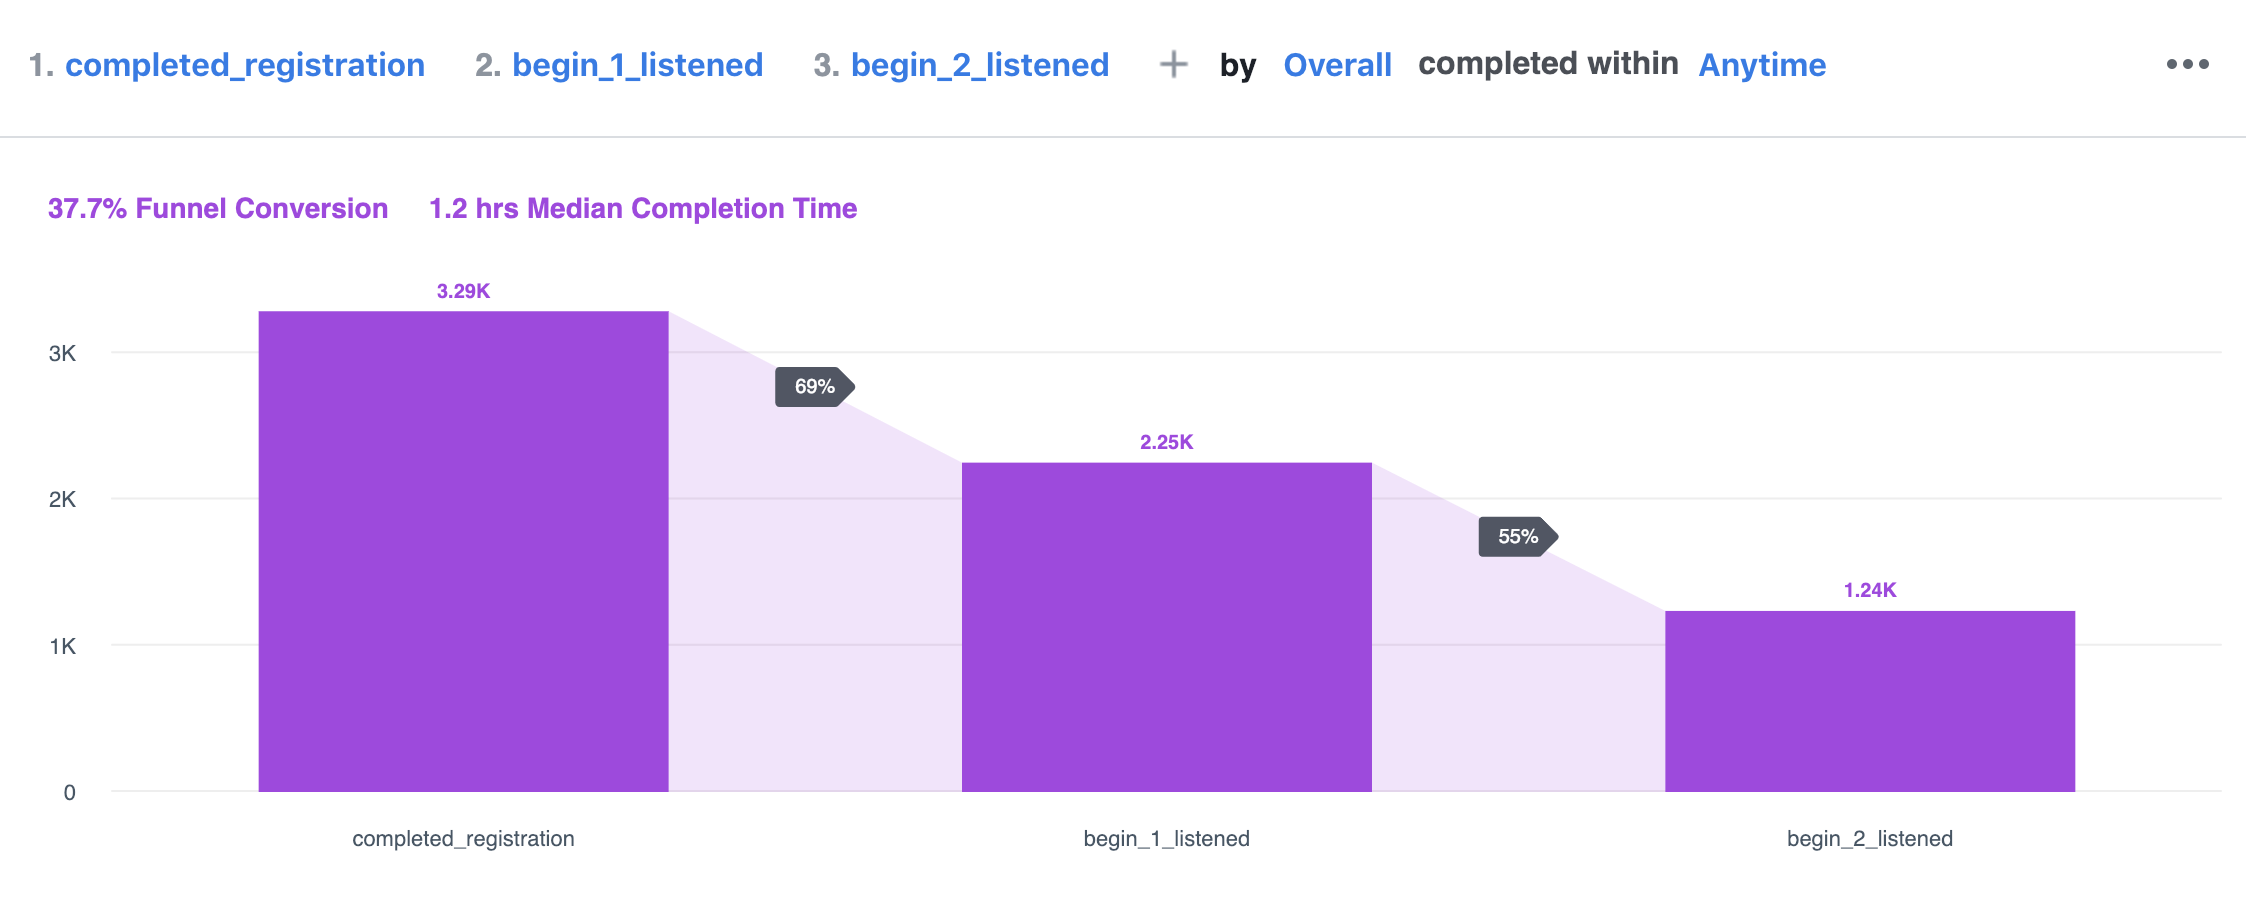 1. completed_registration 2. begin_1_listened 3. begin_2_listened + by Overall completed within Anytime •••
37.7% Funnel Conversion 1.2 hrs Median Completion Time
3.29K
3K
69%
2.25K
2K
55%
1.24K
1K
0
completed_registration begin_1_listened begin_2_listened